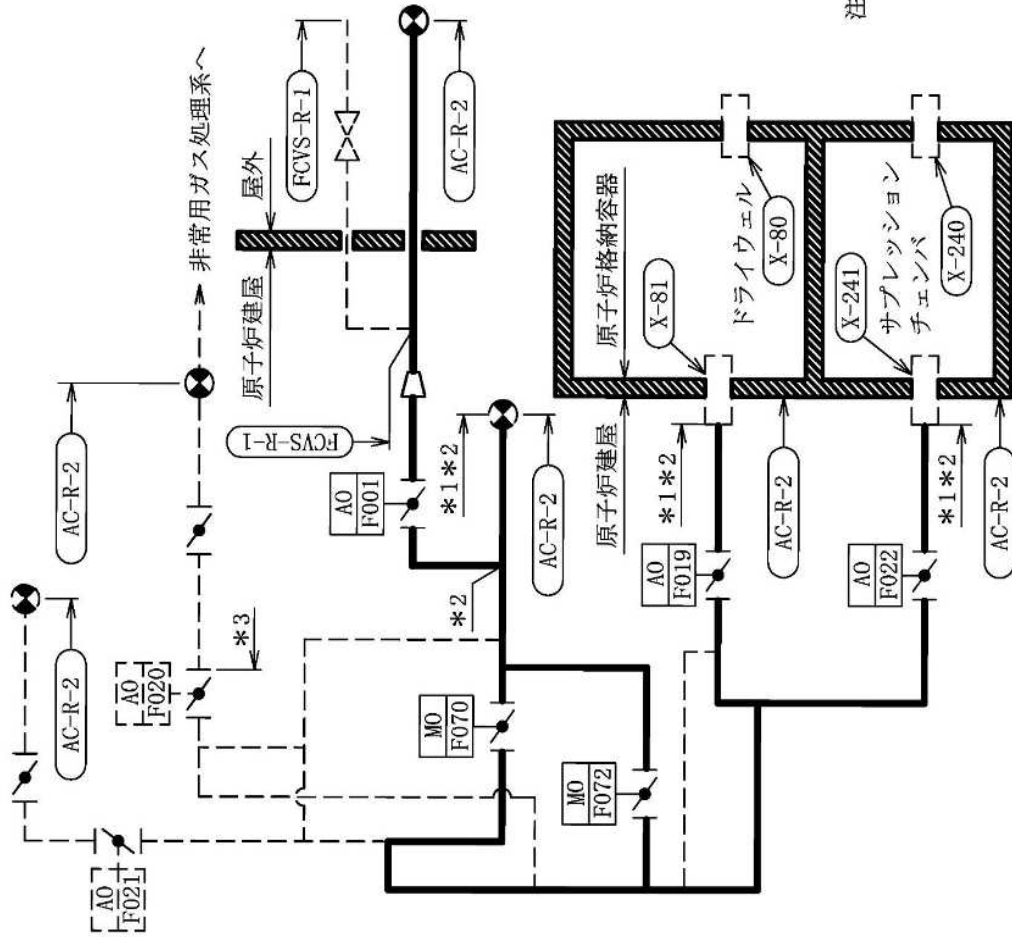 AC-R-2
非常用ガス処理系へ
AC-R-2
FCVS-R-1
AO
F020
*3
AO
F021
原子炉建屋
屋外
FCVS-R-1
AC-R-2
AO
F001
*1*2
*2
AC-R-2
MO
F070
MO
F072
注
原子炉建屋
原子炉格納容器
X-81
ドライウェル
X-80
AO
F019
*1*2
AC-R-2
X-241
サプレッション
チェンバ
X-240
AO
F022
*1*2
AC-R-2